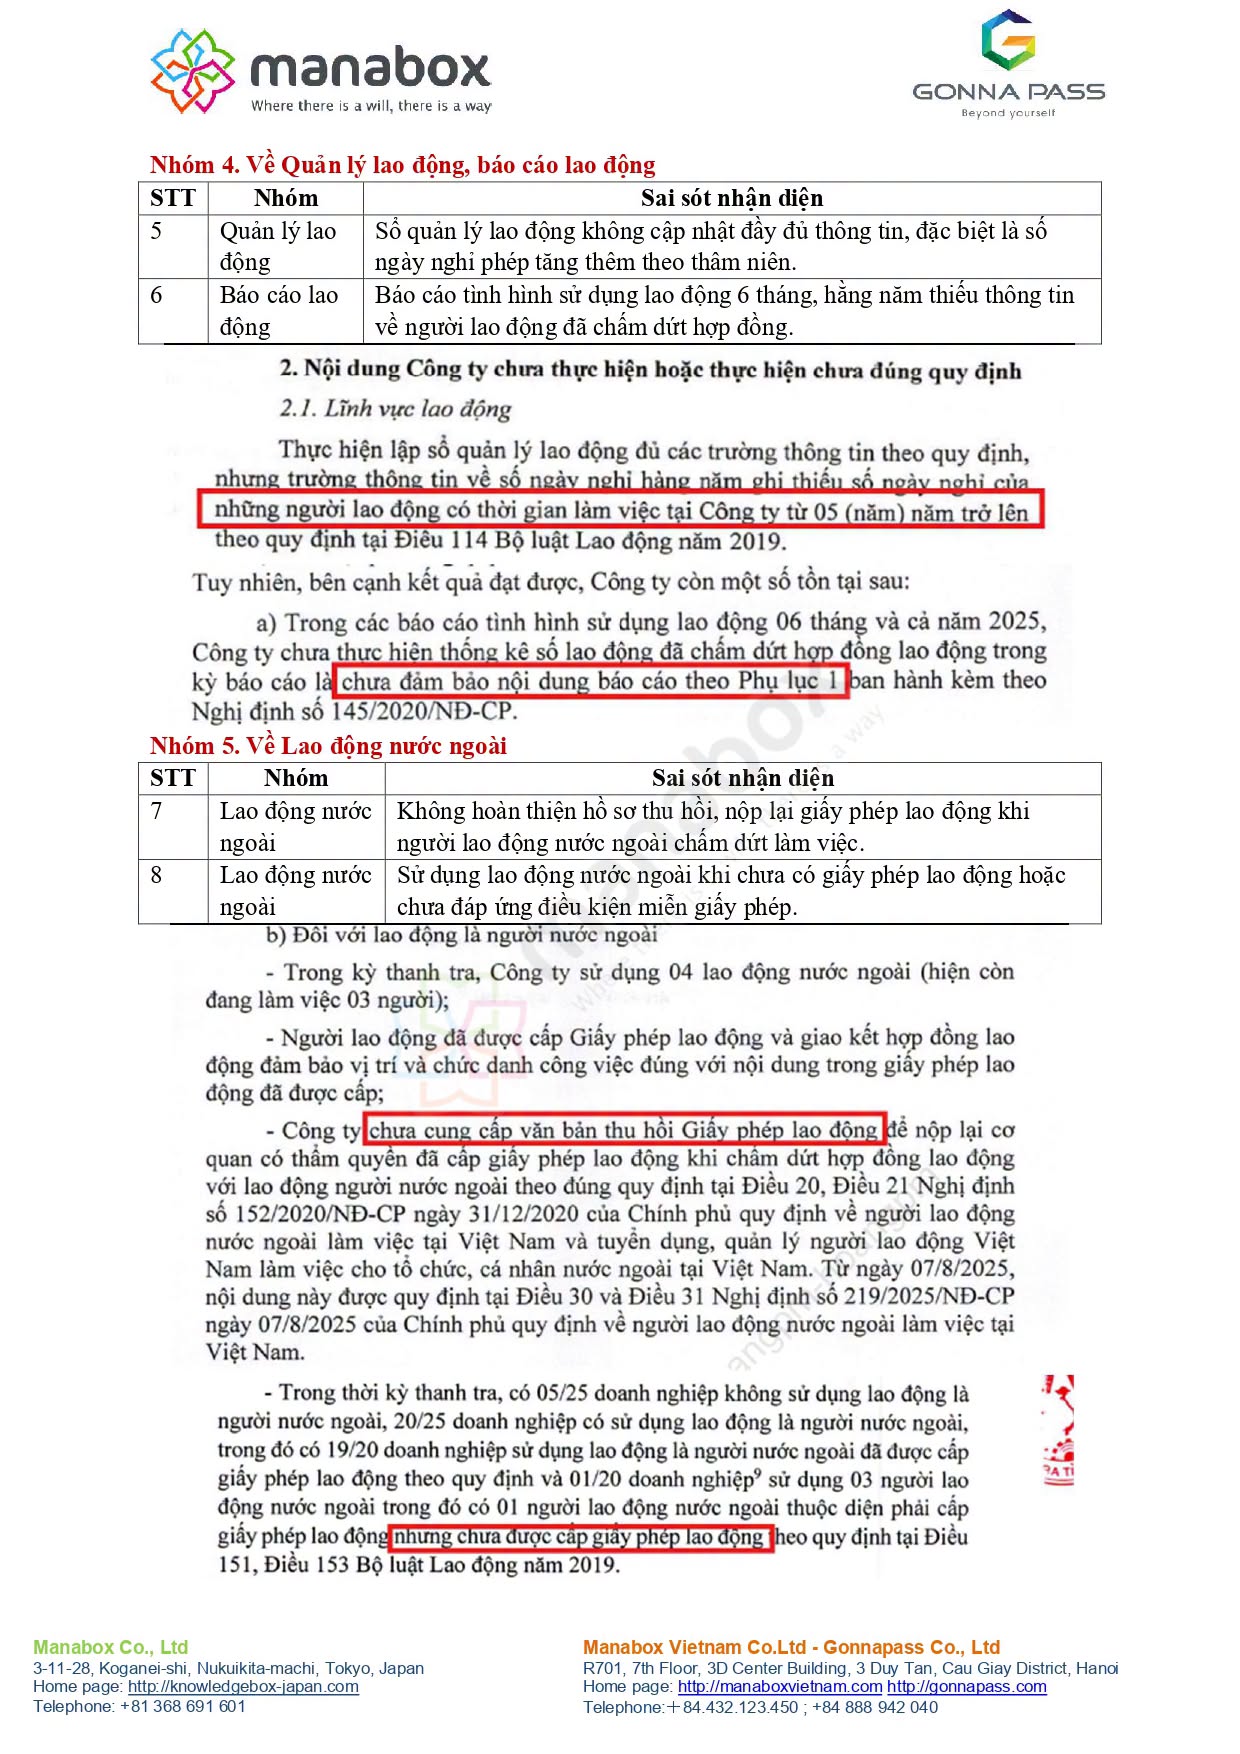 manabox
Where there is a will, there is a way
GONNA PASS
Beyond yourself
Nhóm 4. Về Quản lý lao động, báo cáo lao động
STT Nhóm Sai sót nhận diện
5 Quản lý lao động Sổ quản lý lao động không cập nhật đầy đủ thông tin, đặc biệt là số
ngày nghỉ phép tăng thêm theo thâm niên.
6 Báo cáo lao động Báo cáo tình hình sử dụng lao động 6 tháng, hằng năm thiếu thông tin
về người lao động đã chấm dứt hợp đồng.
2. Nội dung Công ty chưa thực hiện hoặc thực hiện chưa đúng quy định
2.1. Lĩnh vực lao động
Thực hiện lập sổ quản lý lao động đủ các trường thông tin theo quy định,
nhưng trường thông tin về số ngày nghỉ hàng năm ghi thiếu số ngày nghỉ của
những người lao động có thời gian làm việc tại Công ty từ 05 (năm) năm trở lên
theo quy định tại Điều 114 Bộ luật Lao động năm 2019.
Tuy nhiên, bên cạnh kết quả đạt được, Công ty còn một số tồn tại sau:
a) Trong các báo cáo tình hình sử dụng lao động 06 tháng và cả năm 2025,
Công ty chưa thực hiện thống kê số lao động đã chấm dứt hợp đồng lao động trong
kỳ báo cáo là chưa đảm bảo nội dung báo cáo theo Phụ lục 1 ban hành kèm theo
Nghị định số 145/2020/NĐ-CP.
Nhóm 5. Về Lao động nước ngoài
STT Nhóm Sai sót nhận diện
7 Lao động nước ngoài Không hoàn thiện hồ sơ thu hồi, nộp lại giấy phép lao động khi
người lao động nước ngoài chấm dứt làm việc.
8 Lao động nước ngoài Sử dụng lao động nước ngoài khi chưa có giấy phép lao động hoặc
chưa đáp ứng điều kiện miễn giấy phép.
b) Đối với lao động là người nước ngoài
- Trong kỳ thanh tra, Công ty sử dụng 04 lao động nước ngoài (hiện còn
đang làm việc 03 người);
- Người lao động đã được cấp Giấy phép lao động và giao kết hợp đồng lao
động đảm bảo vị trí và chức danh công việc đúng với nội dung trong giấy phép lao
động đã được cấp;
- Công ty chưa cung cấp văn bản thu hồi Giấy phép lao động để nộp lại cơ
quan có thẩm quyền đã cấp giấy phép lao động khi chấm dứt hợp đồng lao động
với lao động người nước ngoài theo đúng quy định tại Điều 20, Điều 21 Nghị định
số 152/2020/NĐ-CP ngày 31/12/2020 của Chính phủ quy định về người lao động
nước ngoài làm việc tại Việt Nam và tuyển dụng, quản lý người lao động Việt
Nam làm việc cho tổ chức, cá nhân nước ngoài tại Việt Nam. Từ ngày 07/8/2025,
nội dung này được quy định tại Điều 30 và Điều 31 Nghị định số 219/2025/NĐ-CP
ngày 07/8/2025 của Chính phủ quy định về người lao động nước ngoài làm việc tại
Việt Nam.
- Trong thời kỳ thanh tra, có 05/25 doanh nghiệp không sử dụng lao động là
người nước ngoài, 20/25 doanh nghiệp có sử dụng lao động là người nước ngoài,
trong đó có 19/20 doanh nghiệp sử dụng lao động là người nước ngoài đã được cấp
giấy phép lao động theo quy định và 01/20 doanh nghiệp⁹ sử dụng 03 người lao
động nước ngoài trong đó có 01 người lao động nước ngoài thuộc diện phải cấp
giấy phép lao động nhưng chưa được cấp giấy phép lao động theo quy định tại Điều
151, Điều 153 Bộ luật Lao động năm 2019.
Manabox Co., Ltd
3-11-28, Koganei-shi, Nukuikita-machi, Tokyo, Japan
Home page: http://knowledgebox-japan.com
Telephone: +81 368 691 601
Manabox Vietnam Co.Ltd - Gonnapass Co., Ltd
R701, 7th Floor, 3D Center Building, 3 Duy Tan, Cau Giay District, Hanoi
Home page: http://manaboxvietnam.com http://gonnapass.com
Telephone:＋84.432.123.450 ; +84 888 942 040